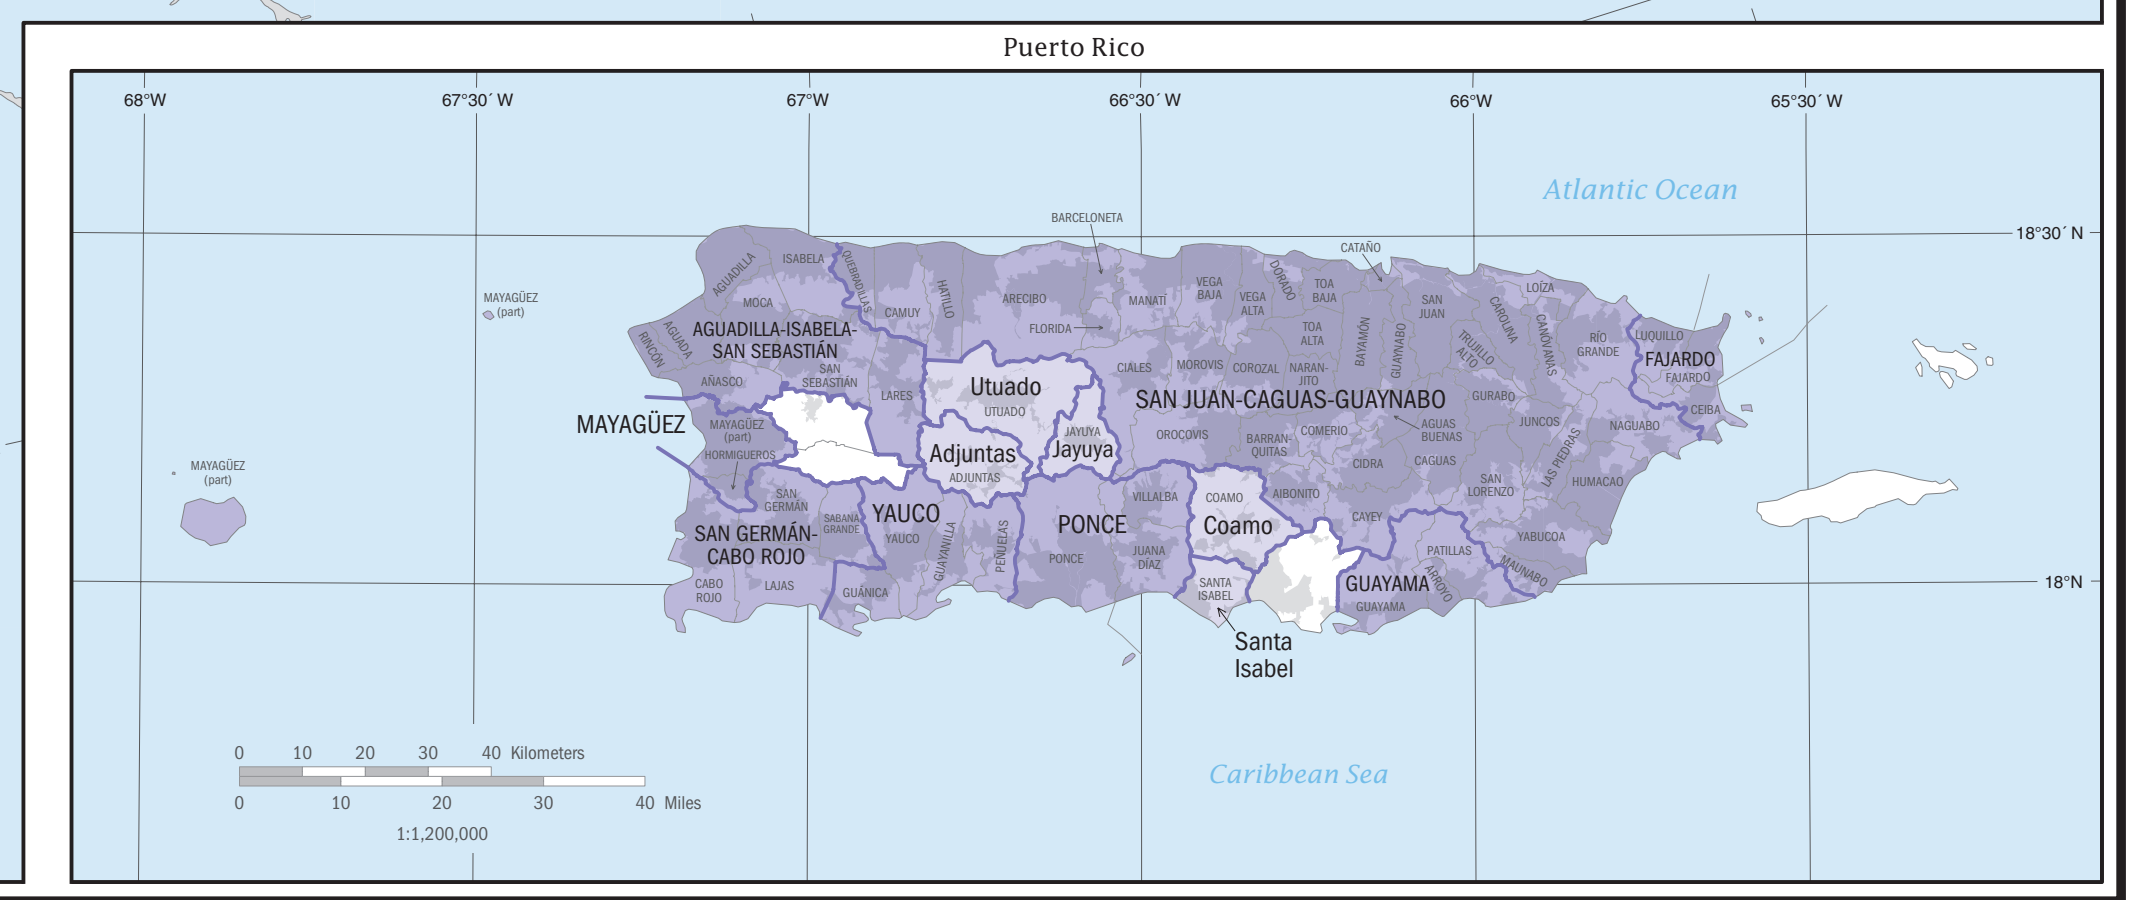 Puerto Rico
68°W
67°30´ W
67°W
66°30´ W
66°W
65°30´ W
Atlantic Ocean
18°30´ N
18°N
BARCELONETA
CATAÑO
MAYAGÜEZ
(part)
MAYAGÜEZ
(part)
AGUADILLA
ISABELA
QUEBRADILLAS
CAMUY
HATILLO
ARECIBO
FLORIDA
MANATÍ
VEGA
BAJA
VEGA
ALTA
DORADO
TOA
BAJA
TOA
ALTA
BAYAMÓN
GUAYNABO
SAN
JUAN
TRUJILLO
ALTO
CAROLINA
LOÍZA
CANÓVANAS
RÍO
GRANDE
LUQUILLO
FAJARDO
FAJARDO
CEIBA
MOCA
AGUADA
RINCÓN
AGUADILLA-ISABELA-
SAN SEBASTIÁN
SAN
SEBASTIÁN
AÑASCO
LARES
Utuado
UTUADO
CIALES
MOROVIS
COROZAL
NARAN-
JITO
SAN JUAN-CAGUAS-GUAYNABO
GURABO
JUNCOS
NAGUABO
LAS PIEDRAS
HUMACAO
MAYAGÜEZ
MAYAGÜEZ
(part)
HORMIGUEROS
Adjuntas
ADJUNTAS
JAYUYA
Jayuya
OROCOVIS
BARRAN-
QUITAS
COMERIO
AGUAS
BUENAS
CIDRA
CAGUAS
SAN
LORENZO
SAN
GERMÁN
SABANA
GRANDE
SAN GERMÁN-
CABO ROJO
CABO
ROJO
LAJAS
YAUCO
YAUCO
GUÁNICA
GUAYANILLA
PEÑUELAS
PONCE
PONCE
VILLALBA
JUANA
DÍAZ
COAMO
Coamo
AIBONITO
CAYEY
SANTA
ISABEL
Santa
Isabel
GUAYAMA
GUAYAMA
PATILLAS
ARROYO
MAUNABO
YABUCOA
Caribbean Sea
0 10 20 30 40 Kilometers
0 10 20 30 40 Miles
1:1,200,000